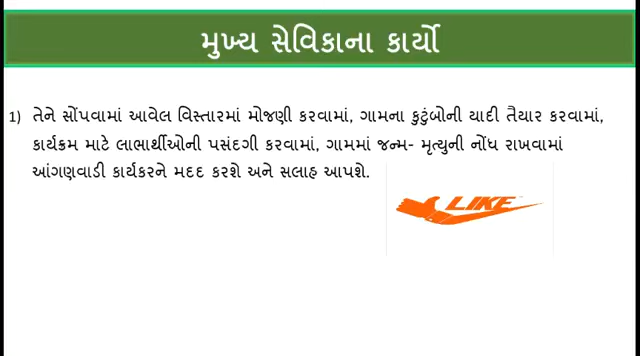 મુખ્ય સેવિકાના કાર્યો
1) તેને સોંપવામાં આવેલ વિસ્તારમાં મોજણી કરવામાં, ગામના કુટુંબોની યાદી તૈયાર કરવામાં,
કાર્યક્રમ માટે લાભાર્થીઓની પસંદગી કરવામાં, ગામમાં જન્મ- મૃત્યુની નોંધ રાખવામાં
આંગણવાડી કાર્યકરને મદદ કરશે અને સલાહ આપશે.
LIKE